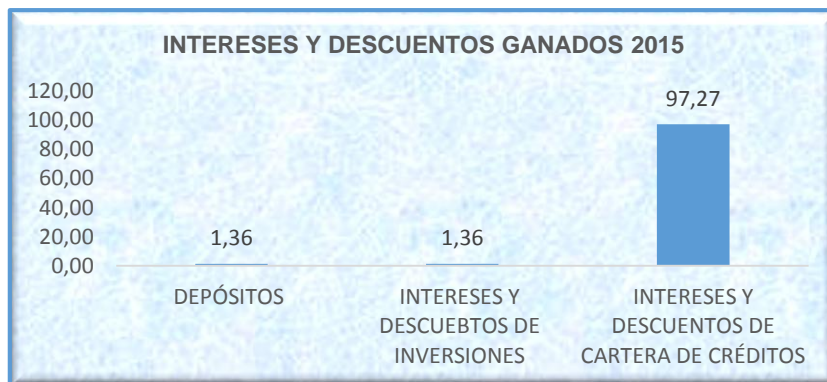 INTERESES Y DESCUENTOS GANADOS 2015
120,00
100,00
80,00
60,00
40,00
20,00
0,00
1,36
1,36
97,27
DEPÓSITOS
INTERESES Y
DESCUEBTOS DE
INVERSIONES
INTERESES Y
DESCUENTOS DE
CARTERA DE CRÉDITOS